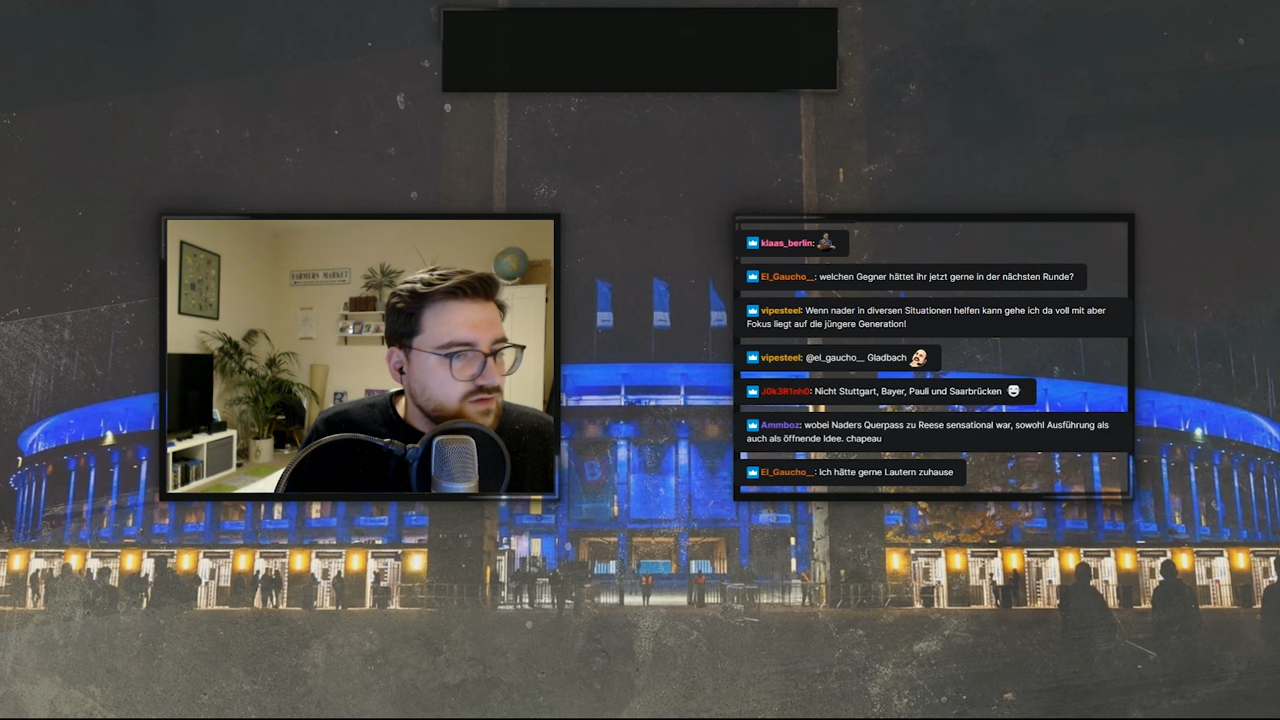 FARMERS MARKET
klaas_berlin:
El_Gaucho__: welchen Gegner hättet ihr jetzt gerne in der nächsten Runde?
vipesteel: Wenn nader in diversen Situationen helfen kann gehe ich da voll mit aber
Fokus liegt auf die jüngere Generation!
vipesteel: @el_gaucho__ Gladbach
J0k3R1nh0: Nicht Stuttgart, Bayer, Pauli und Saarbrücken
Ammboz: wobei Naders Querpass zu Reese sensational war, sowohl Ausführung als
auch als öffnende Idee. chapeau
El_Gaucho__: Ich hätte gerne Lautern zuhause